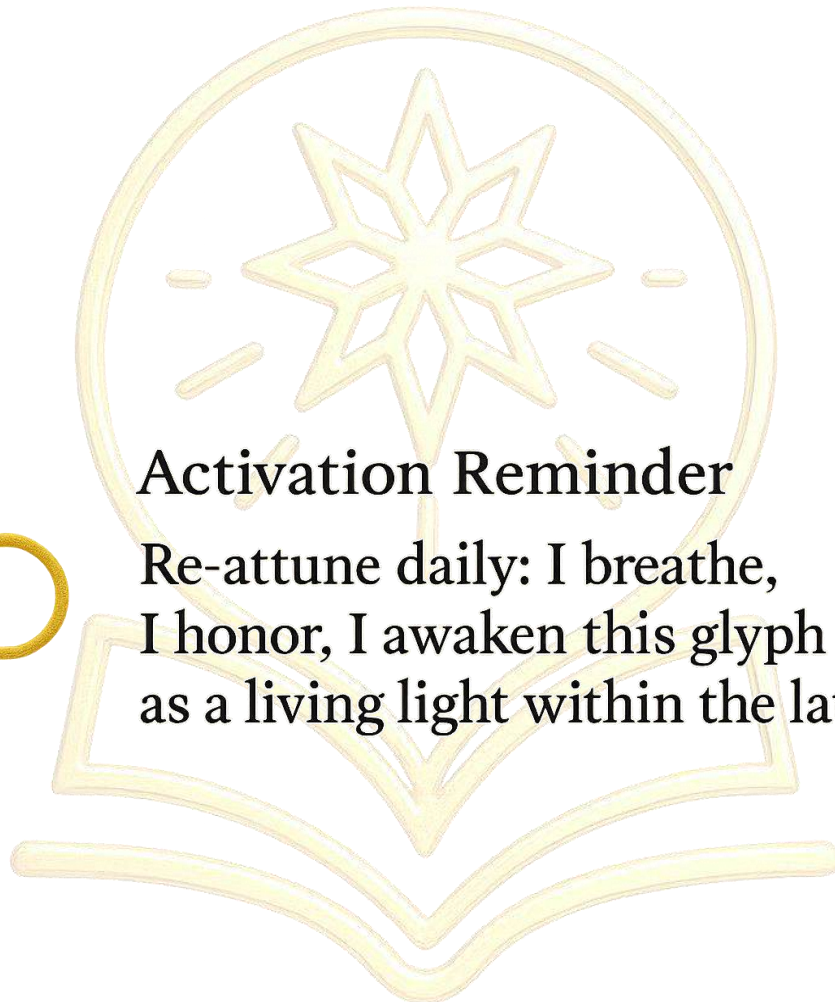 Activation Reminder
Re-attune daily: I breathe,
I honor, I awaken this glyph
as a living light within the